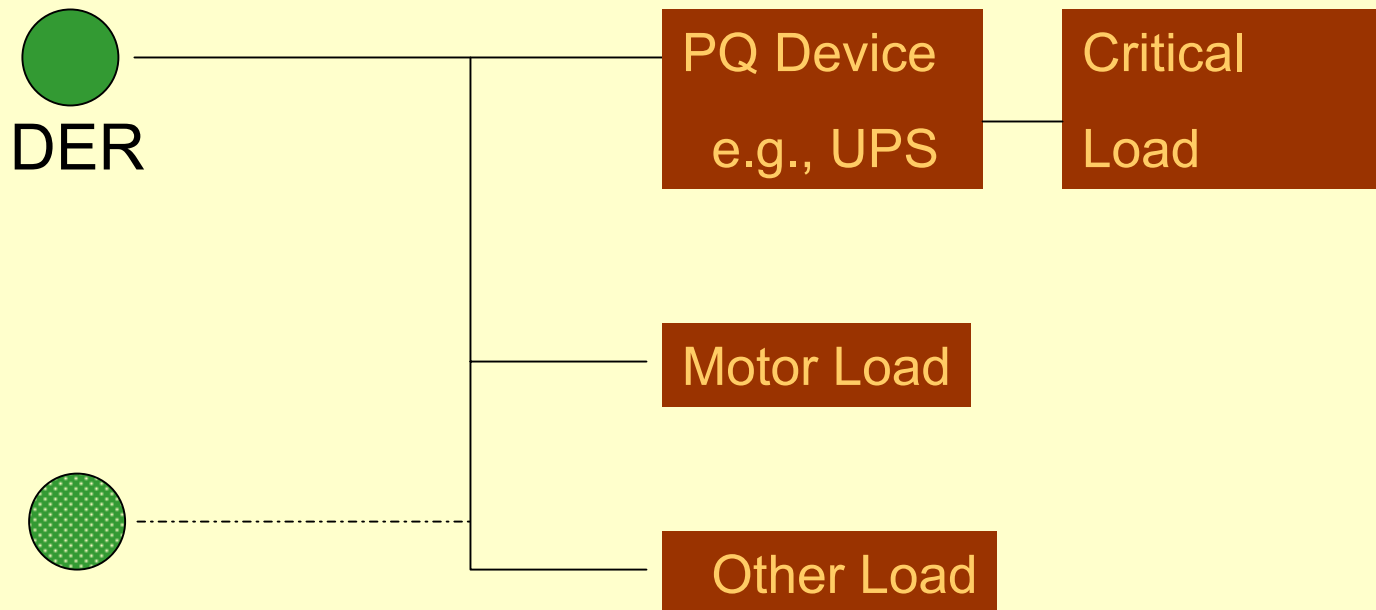 DER
PQ Device
e.g., UPS
Critical
Load
Motor Load
Other Load